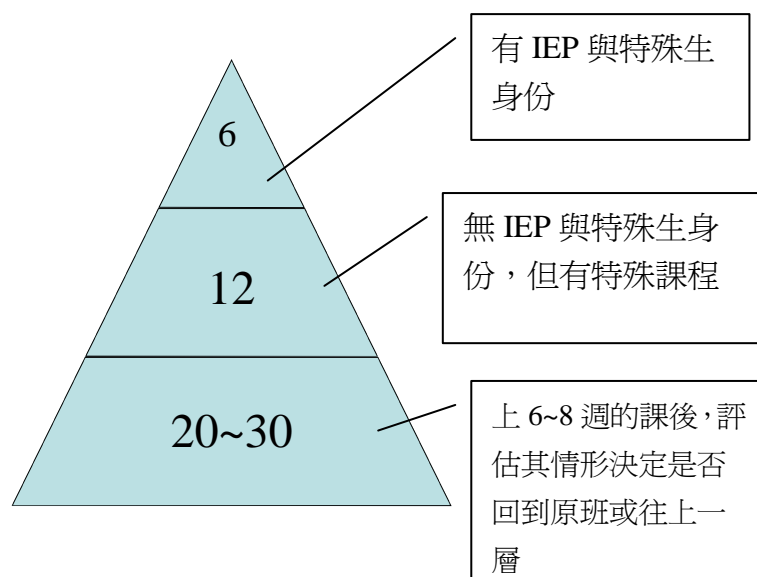 有 IEP 與特殊生
身份
6
無 IEP 與特殊生身
份，但有特殊課程
12
上 6~8 週的課後，評
估其情形決定是否
回到原班或往上一
層
20~30